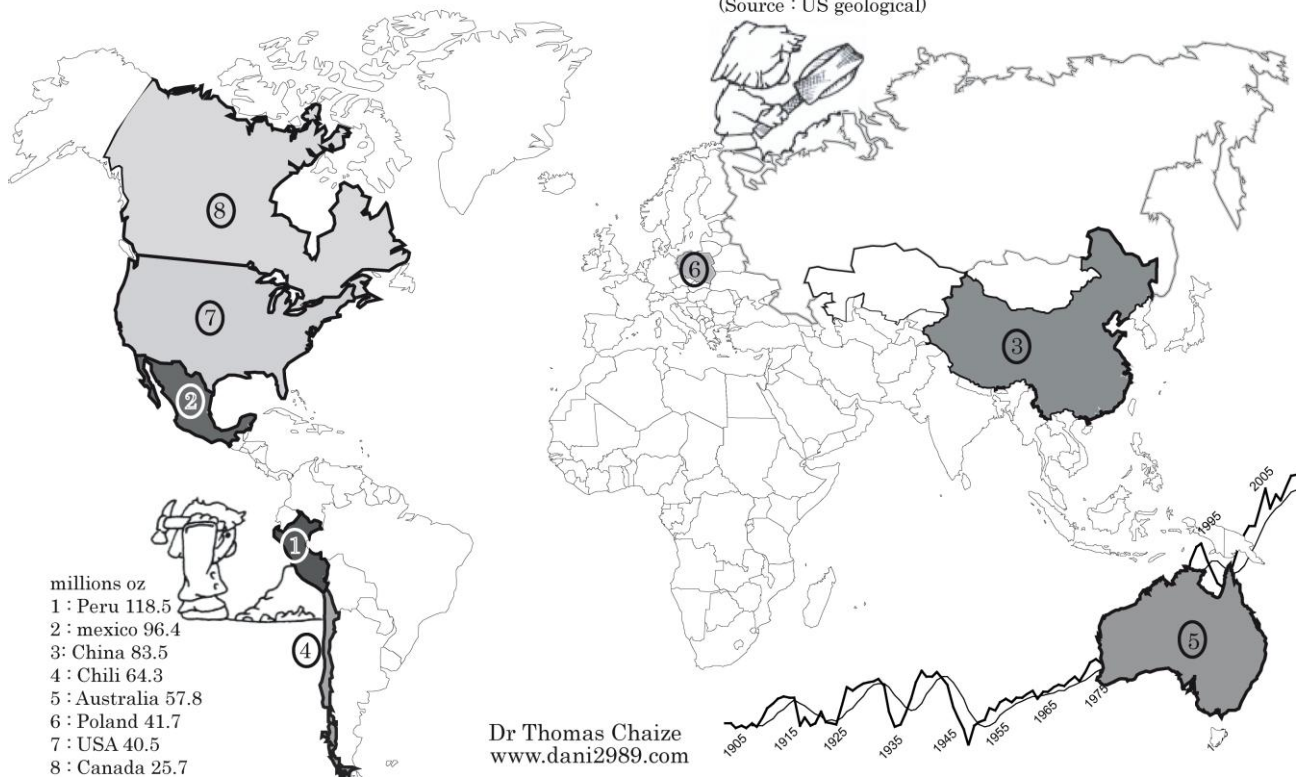 (Source : US geological)
8
7
2
6
3
1
4
5
millions oz
1 : Peru 118.5
2 : mexico 96.4
3: China 83.5
4 : Chili 64.3
5 : Australia 57.8
6 : Poland 41.7
7 : USA 40.5
8 : Canada 25.7
Dr Thomas Chaize
www.dani2989.com
1905
1915
1925
1935
1945
1955
1965
1975
1995
2005